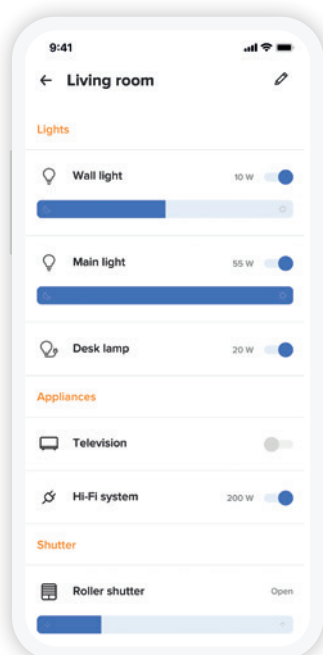 9:41
Living room
Lights
Wall light 10 W
Main light 55 W
Desk lamp 20 W
Appliances
Television
Hi-Fi system 200 W
Shutter
Roller shutter Open